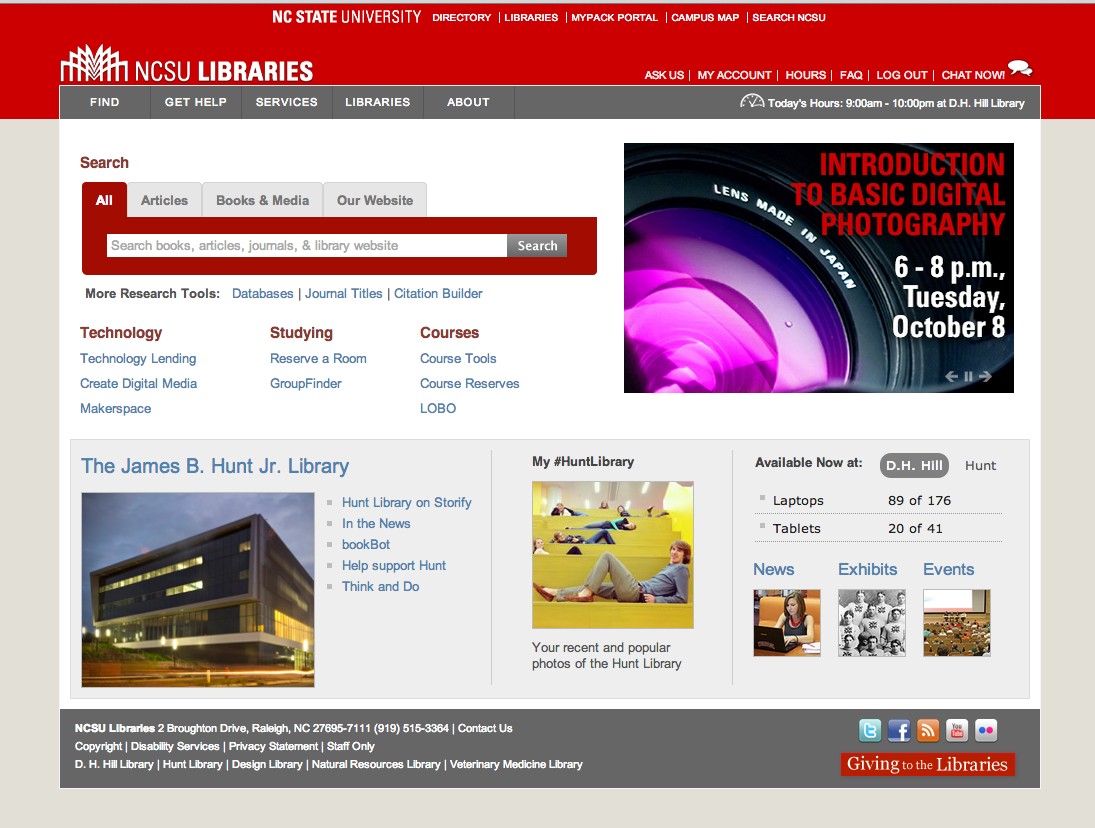 NC STATE UNIVERSITY DIRECTORY | LIBRARIES | MYPACK PORTAL | CAMPUS MAP | SEARCH NCSU
NCSU LIBRARIES
ASK US | MY ACCOUNT | HOURS | FAQ | LOG OUT | CHAT NOW!
FIND GET HELP SERVICES LIBRARIES ABOUT
Today's Hours: 9:00am - 10:00pm at D.H. Hill Library
Search
All Articles Books & Media Our Website
Search books, articles, journals, & library website Search
More Research Tools: Databases | Journal Titles | Citation Builder
Technology
Technology Lending
Create Digital Media
Makerspace
Studying
Reserve a Room
GroupFinder
Courses
Course Tools
Course Reserves
LOBO
LENS MADE IN JAPAN
INTRODUCTION
TO BASIC DIGITAL
PHOTOGRAPHY
6 - 8 p.m.,
Tuesday,
October 8
The James B. Hunt Jr. Library
Hunt Library on Storify
In the News
bookBot
Help support Hunt
Think and Do
My #HuntLibrary
Your recent and popular
photos of the Hunt Library
Available Now at: D.H. Hill Hunt
Laptops 89 of 176
Tablets 20 of 41
News Exhibits Events
NCSU Libraries 2 Broughton Drive, Raleigh, NC 27695-7111 (919) 515-3364 | Contact Us
Copyright | Disability Services | Privacy Statement | Staff Only
D. H. Hill Library | Hunt Library | Design Library | Natural Resources Library | Veterinary Medicine Library
You
Tube
Giving to the Libraries